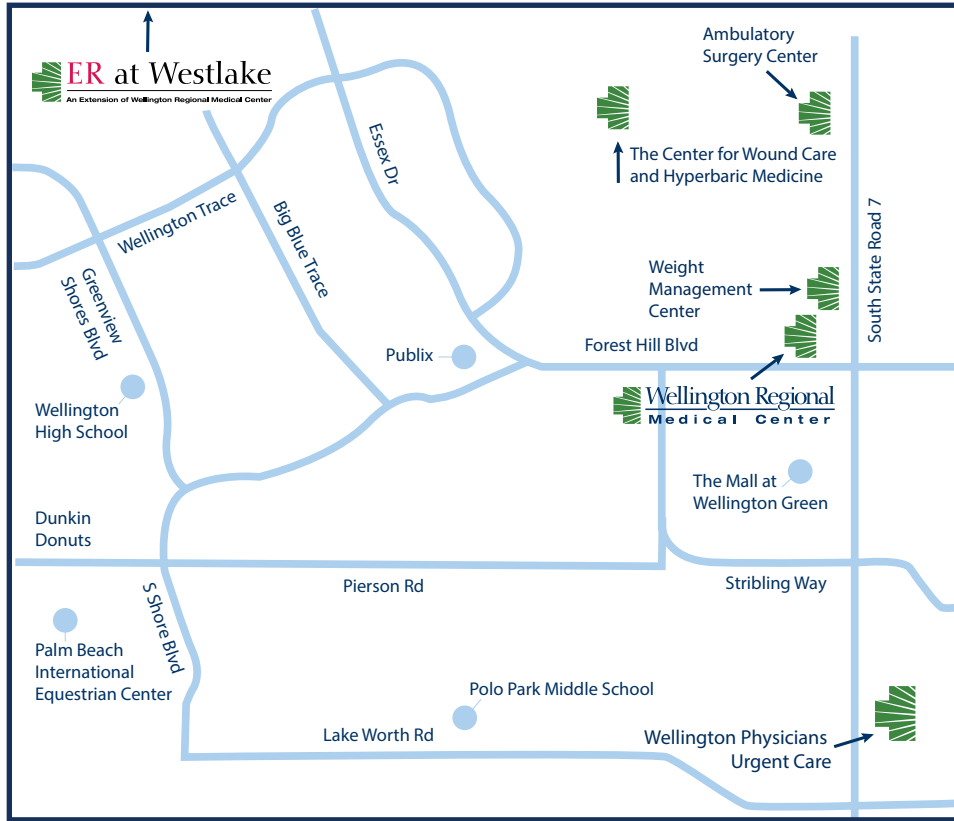 ER at Westlake
An Extension of Wellington Regional Medical Center
Ambulatory
Surgery Center
The Center for Wound Care
and Hyperbaric Medicine
Essex Dr
Wellington Trace
Big Blue Trace
Greenview
Shores Blvd
South State Road 7
Weight
Management
Center
Forest Hill Blvd
Publix
Wellington
High School
Wellington Regional
Medical Center
The Mall at
Wellington Green
Dunkin
Donuts
Pierson Rd
Stribling Way
S Shore Blvd
Palm Beach
International
Equestrian Center
Polo Park Middle School
Lake Worth Rd
Wellington Physicians
Urgent Care